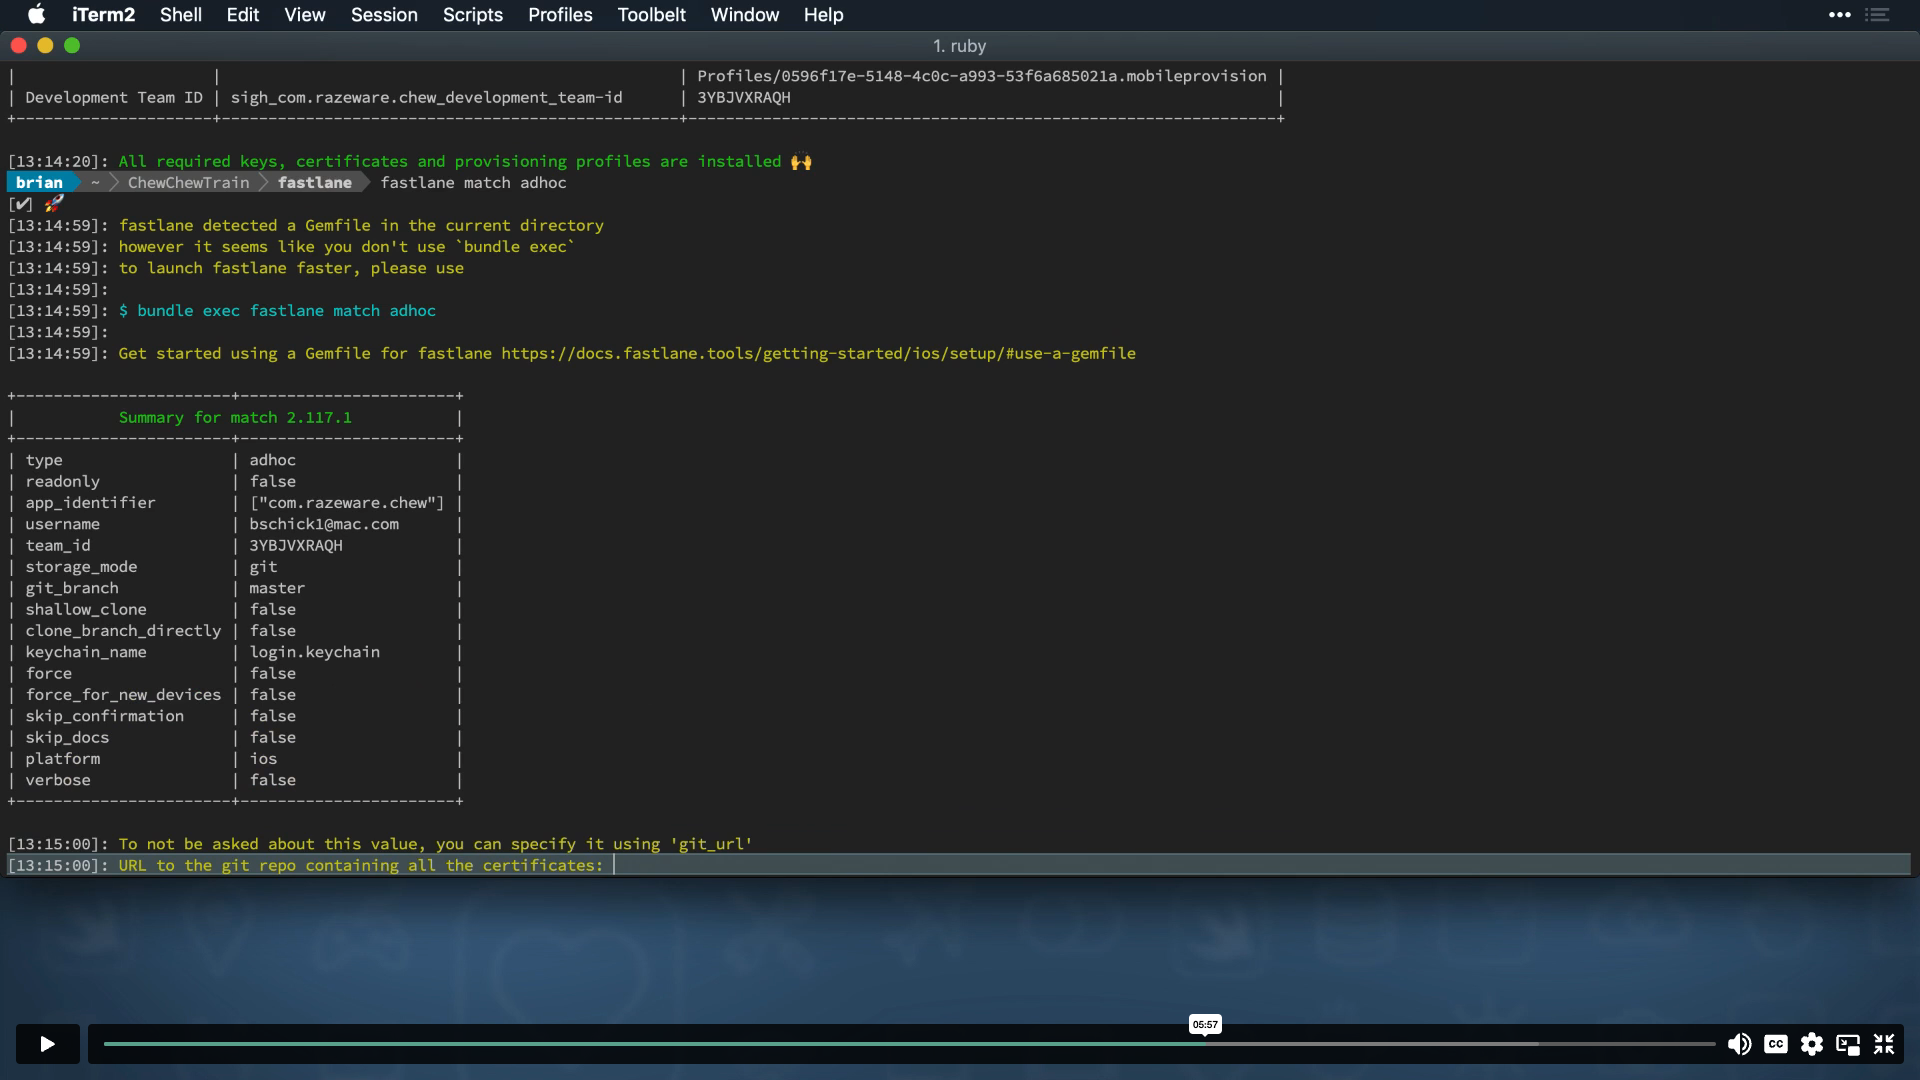 iTerm2 Shell Edit View Session Scripts Profiles Toolbelt Window Help
1. ruby
| | | Profiles/0596f17e-5148-4c0c-a993-53f6a685021a.mobileprovision |
| Development Team ID | sigh_com.razeware.chew_development_team-id | 3YBJVXRAQH |
+---------------------+-------------------------------------------------+---------------------------------------------------------------+
[13:14:20]: All required keys, certificates and provisioning profiles are installed 🙌
brian ~ ChewChewTrain fastlane fastlane match adhoc
[✔] 🚀
[13:14:59]: fastlane detected a Gemfile in the current directory
[13:14:59]: however it seems like you don't use `bundle exec`
[13:14:59]: to launch fastlane faster, please use
[13:14:59]:
[13:14:59]: $ bundle exec fastlane match adhoc
[13:14:59]:
[13:14:59]: Get started using a Gemfile for fastlane https://docs.fastlane.tools/getting-started/ios/setup/#use-a-gemfile
+-----------------------+-----------------------+
| Summary for match 2.117.1 |
+-----------------------+-----------------------+
| type | adhoc |
| readonly | false |
| app_identifier | ["com.razeware.chew"] |
| username | bschick1@mac.com |
| team_id | 3YBJVXRAQH |
| storage_mode | git |
| git_branch | master |
| shallow_clone | false |
| clone_branch_directly | false |
| keychain_name | login.keychain |
| force | false |
| force_for_new_devices | false |
| skip_confirmation | false |
| skip_docs | false |
| platform | ios |
| verbose | false |
+-----------------------+-----------------------+
[13:15:00]: To not be asked about this value, you can specify it using 'git_url'
[13:15:00]: URL to the git repo containing all the certificates:
05:57
CC